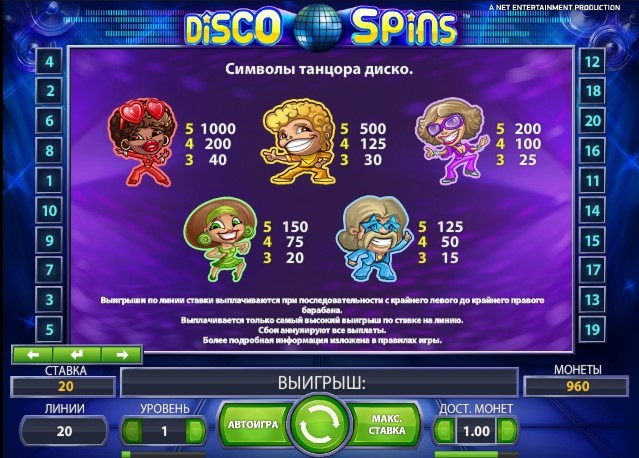 A NET ENTERTAINMENT PRODUCTION
DISCO SPINS™
Символы танцора диско.
4
2
6
8
1
10
9
7
3
5
5 1000
4 200
3 40
5 500
4 125
3 30
5 200
4 100
3 25
5 150
4 75
3 20
5 125
4 50
3 15
12
18
20
16
11
14
15
17
13
19
Выигрыши по линии ставки выплачиваются при последовательности с крайнего левого до крайнего правого
барабана.
Выплачивается только самый высокий выигрыш по ставке на линию.
Сбои аннулируют все выплаты.
Более подробная информация изложена в правилах игры.
СТАВКА
20
ВЫИГРЫШ:
МОНЕТЫ
960
ЛИНИИ
20
УРОВЕНЬ
1
АВТОИГРА
МАКС.
СТАВКА
ДОСТ. МОНЕТ
1.00